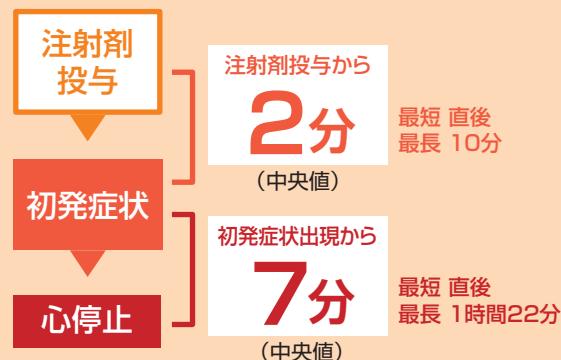 注射剤
投与
注射剤投与から
2分
(中央値)
最短 直後
最長 10分
初発症状
初発症状出現から
7分
(中央値)
最短 直後
最長 1時間22分
心停止